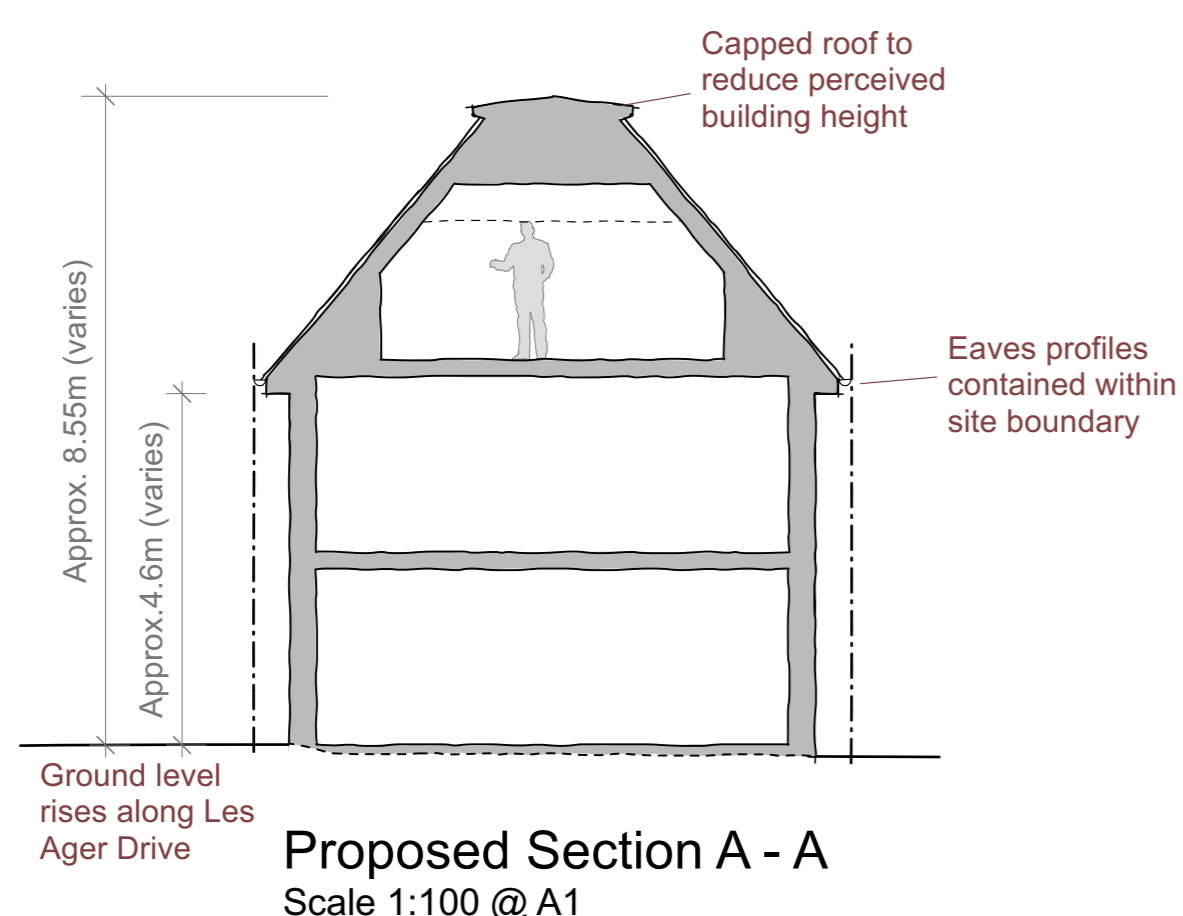 Capped roof to
reduce perceived
building height
Approx. 8.55m (varies)
Approx.4.6m (varies)
Eaves profiles
contained within
site boundary
Ground level
rises along Les
Ager Drive
Proposed Section A - A
Scale 1:100 @ A1